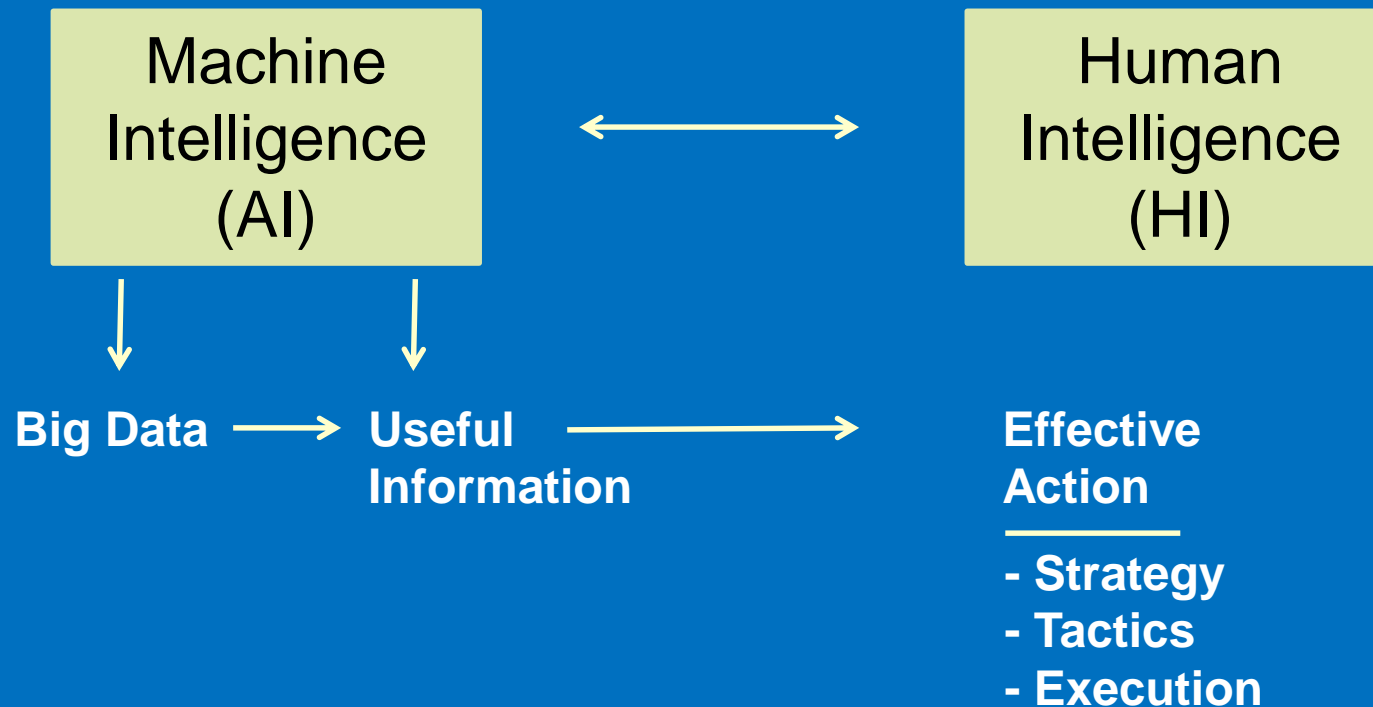 Machine
Intelligence
(AI)
Human
Intelligence
(HI)
Big Data
Useful
Information
Effective
Action
- Strategy
- Tactics
- Execution